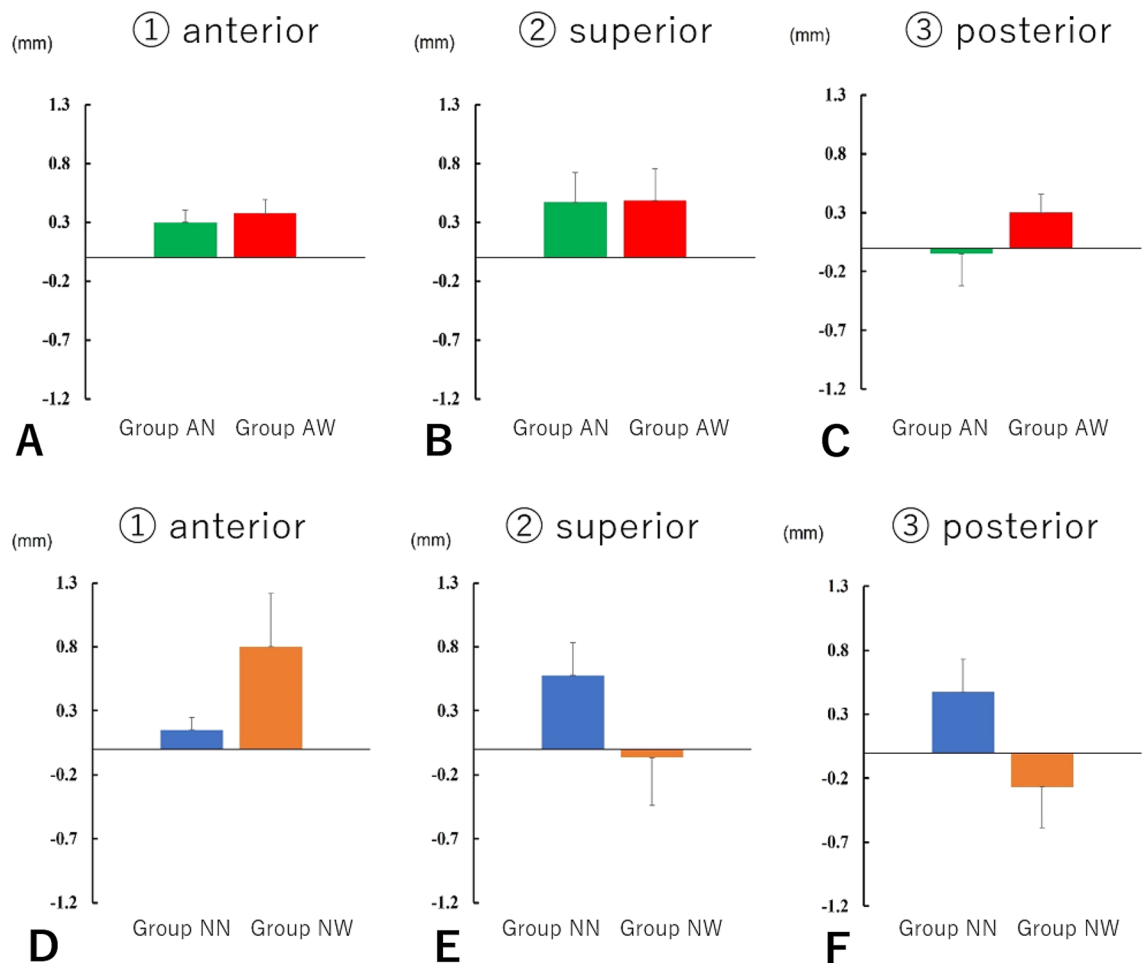 ① anterior
(mm)
1.3
0.8
0.3
-0.2
-0.7
-1.2
Group AN Group AW
A
② superior
(mm)
1.3
0.8
0.3
-0.2
-0.7
-1.2
Group AN Group AW
B
③ posterior
(mm)
1.3
0.8
0.3
-0.2
-0.7
-1.2
Group AN Group AW
C
① anterior
(mm)
1.3
0.8
0.3
-0.2
-0.7
-1.2
Group NN Group NW
D
② superior
(mm)
1.3
0.8
0.3
-0.2
-0.7
-1.2
Group NN Group NW
E
③ posterior
(mm)
1.3
0.8
0.3
-0.2
-0.7
-1.2
Group NN Group NW
F